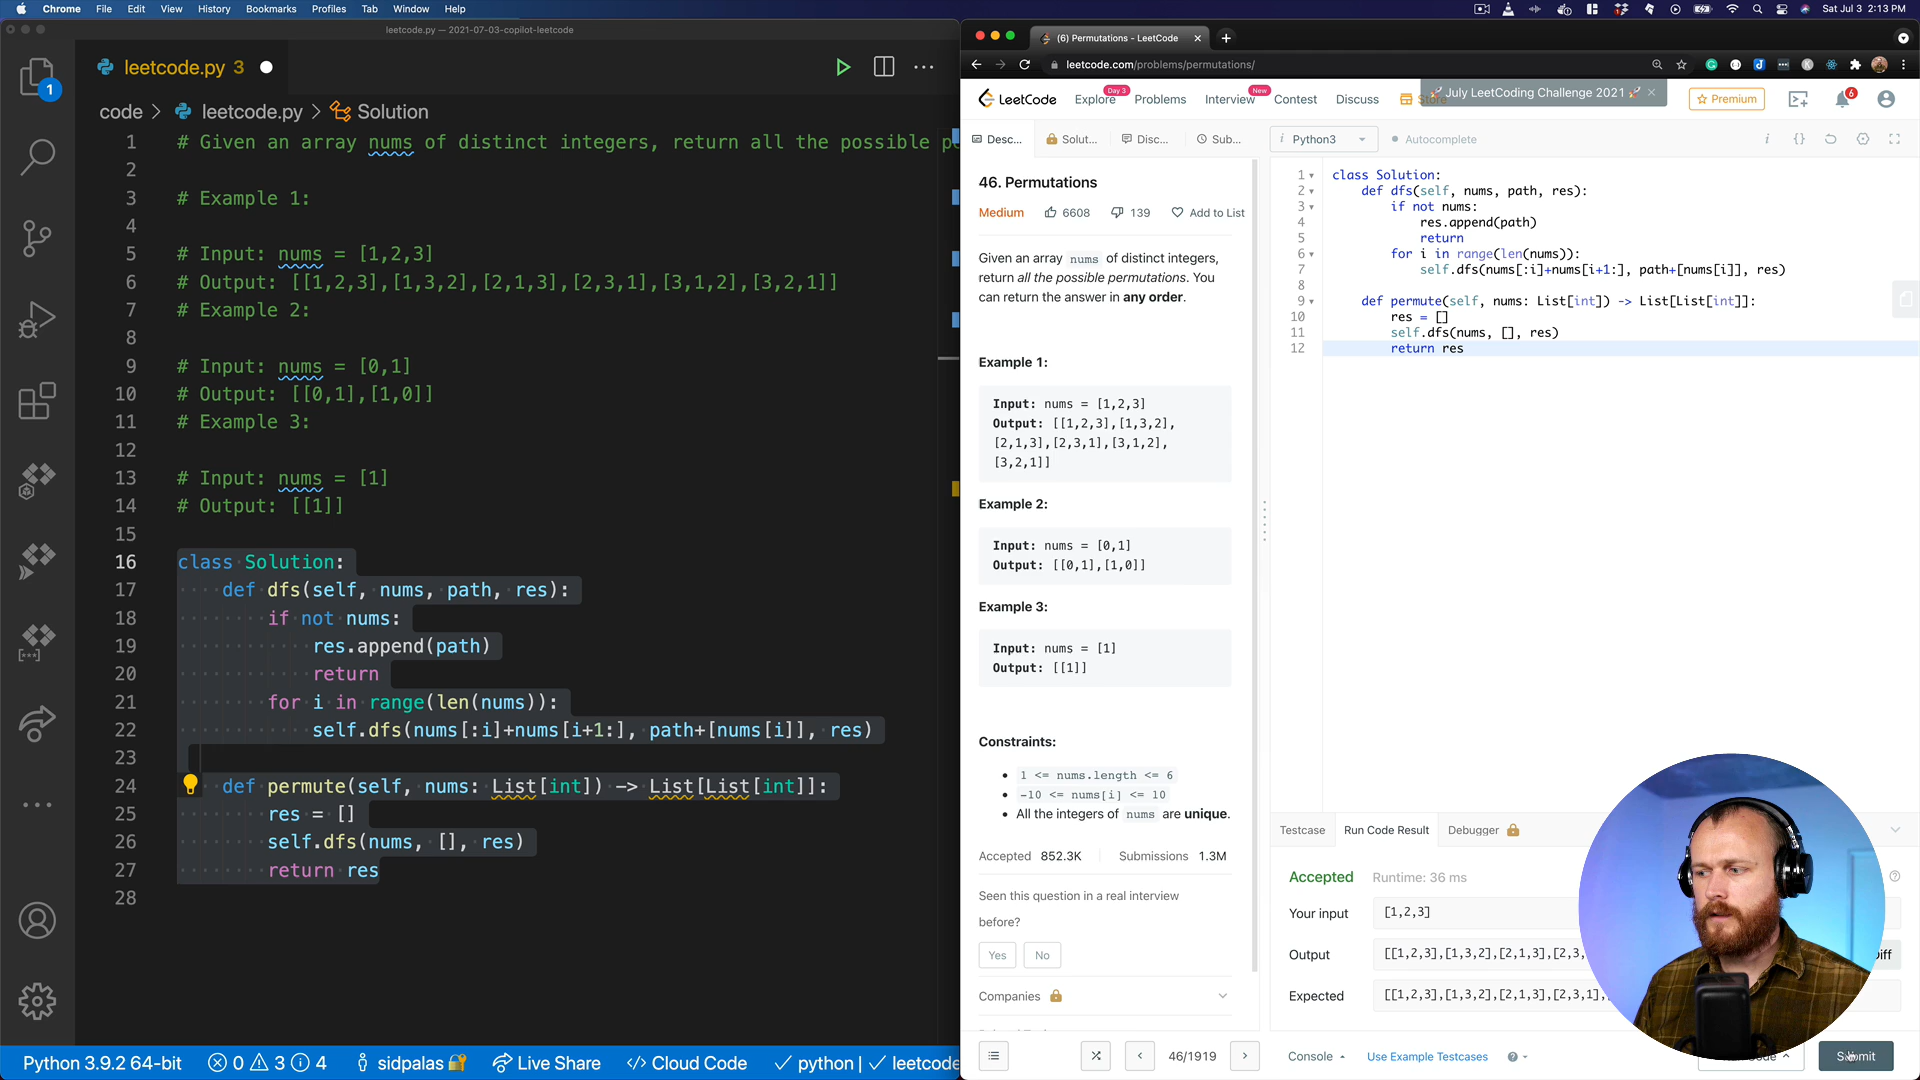 Chrome File Edit View History Bookmarks Profiles Tab Window Help
Sat Jul 3 2:13 PM
leetcode.py — 2021-07-03-copilot-leetcode
leetcode.py 3
code > leetcode.py > Solution
1 # Given an array nums of distinct integers, return all the possible
2
3 # Example 1:
4
5 # Input: nums = [1,2,3]
6 # Output: [[1,2,3],[1,3,2],[2,1,3],[2,3,1],[3,1,2],[3,2,1]]
7 # Example 2:
8
9 # Input: nums = [0,1]
10 # Output: [[0,1],[1,0]]
11 # Example 3:
12
13 # Input: nums = [1]
14 # Output: [[1]]
15
16 class Solution:
17 def dfs(self, nums, path, res):
18 if not nums:
19 res.append(path)
20 return
21 for i in range(len(nums)):
22 self.dfs(nums[:i]+nums[i+1:], path+[nums[i]], res)
23
24 def permute(self, nums: List[int]) -> List[List[int]]:
25 res = []
26 self.dfs(nums, [], res)
27 return res
28
1
Python 3.9.2 64-bit 0 3 4 sidpalas Live Share Cloud Code python | leetcode
(6) Permutations - LeetCode
leetcode.com/problems/permutations/
LeetCode Explore Day 3 Problems Interview New Contest Discuss Store
July LeetCoding Challenge 2021
Premium
6
Desc... Solut... Disc... Sub...
46. Permutations
Medium 6608 139 Add to List
Given an array nums of distinct integers,
return all the possible permutations. You
can return the answer in any order.
Example 1:
Input: nums = [1,2,3]
Output: [[1,2,3],[1,3,2],
[2,1,3],[2,3,1],[3,1,2],
[3,2,1]]
Example 2:
Input: nums = [0,1]
Output: [[0,1],[1,0]]
Example 3:
Input: nums = [1]
Output: [[1]]
Constraints:
1 <= nums.length <= 6
-10 <= nums[i] <= 10
All the integers of nums are unique.
Accepted 852.3K Submissions 1.3M
Seen this question in a real interview
before?
Yes No
Companies
46/1919
i Python3 Autocomplete
i {}
1 class Solution:
2 def dfs(self, nums, path, res):
3 if not nums:
4 res.append(path)
5 return
6 for i in range(len(nums)):
7 self.dfs(nums[:i]+nums[i+1:], path+[nums[i]], res)
8
9 def permute(self, nums: List[int]) -> List[List[int]]:
10 res = []
11 self.dfs(nums, [], res)
12 return res
Testcase Run Code Result Debugger
Accepted Runtime: 36 ms
Your input [1,2,3]
Output [[1,2,3],[1,3,2],[2,1,3],[2,3,
Expected [[1,2,3],[1,3,2],[2,1,3],[2,3,1],
Console Use Example Testcases
Submit